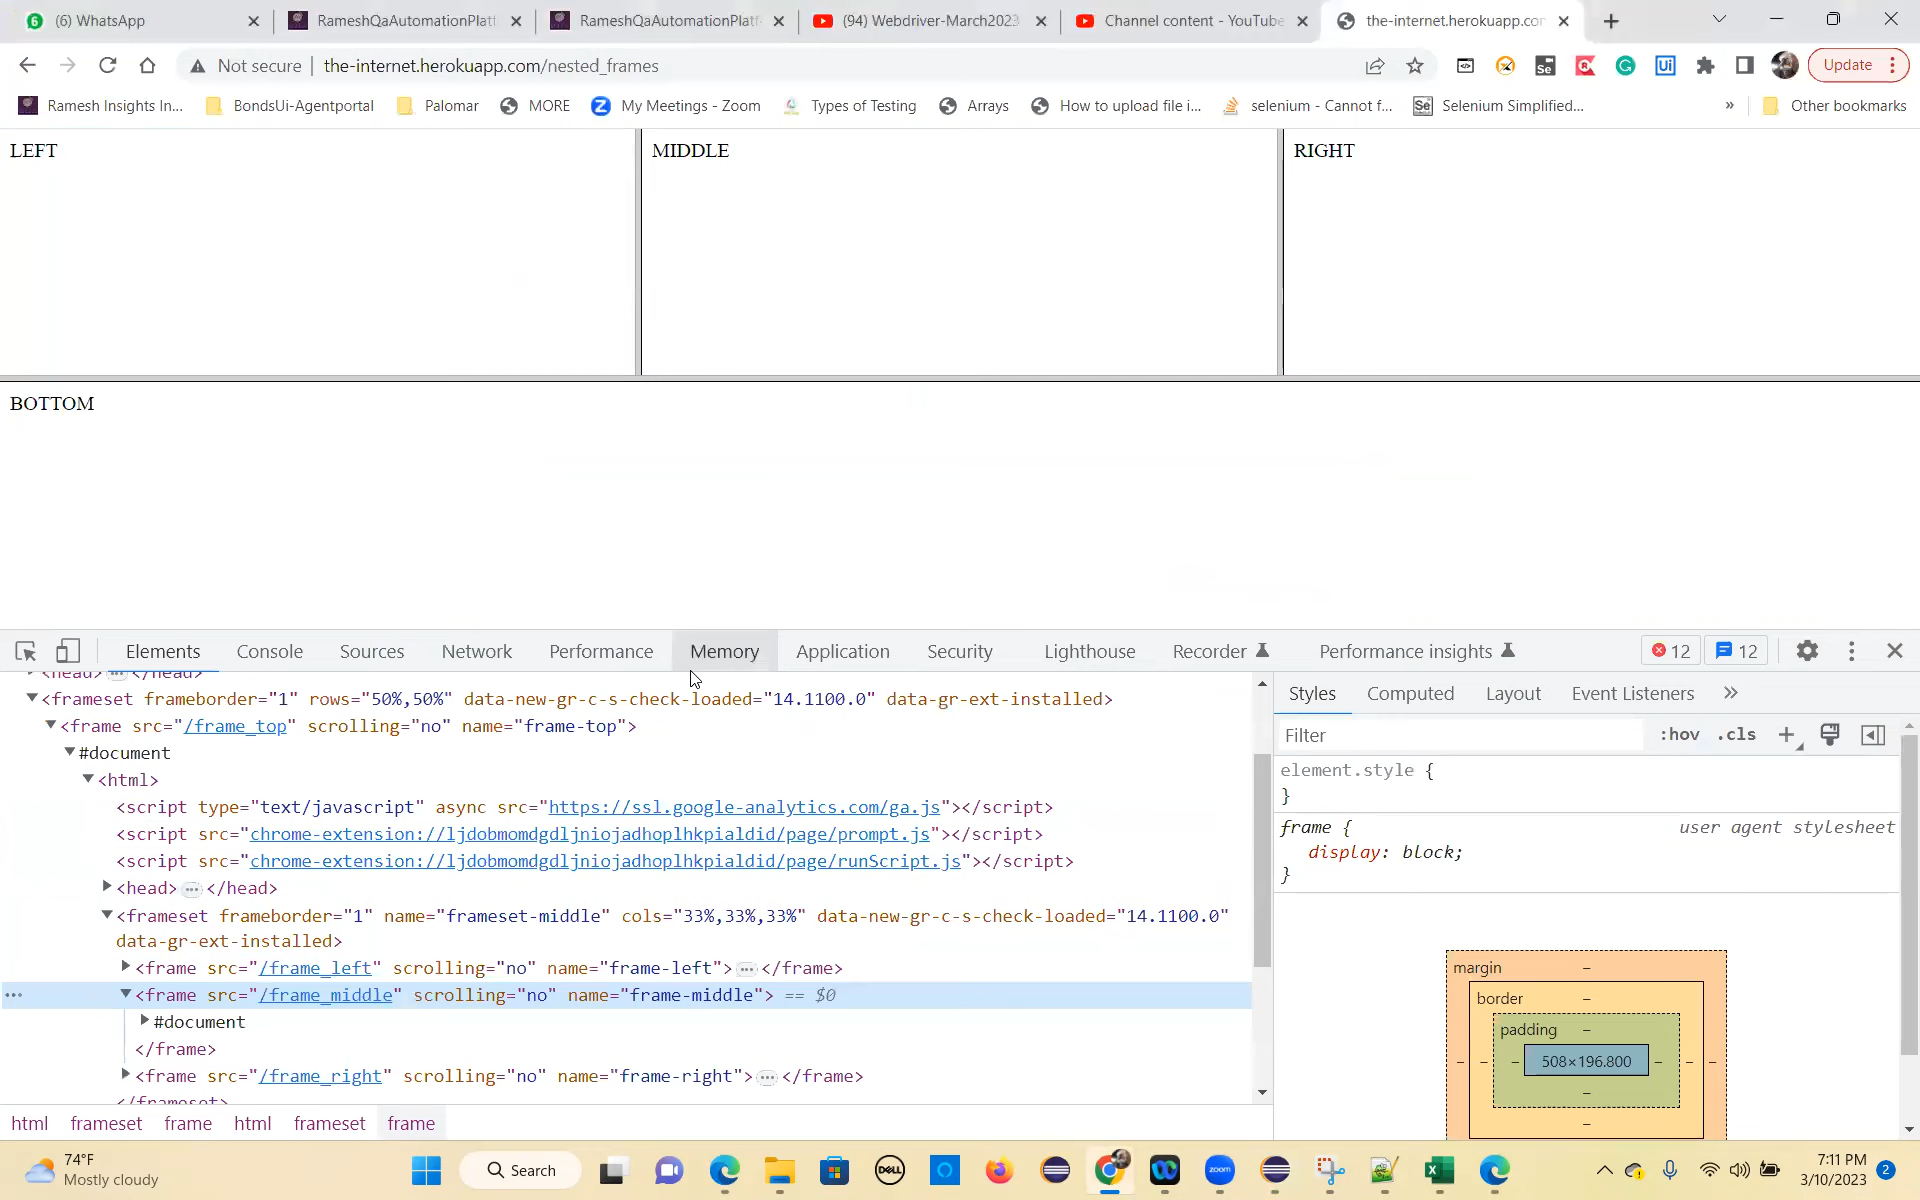 (6) WhatsApp
RameshQaAutomationPlatf
RameshQaAutomationPlatf
(94) Webdriver-March2023
Channel content - YouTube
the-internet.herokuapp.com
Not secure
the-internet.herokuapp.com/nested_frames
Update
Ramesh Insights In...
BondsUi-Agentportal
Palomar
MORE
My Meetings - Zoom
Types of Testing
Arrays
How to upload file i...
selenium - Cannot f...
Selenium Simplified...
»
Other bookmarks
LEFT
MIDDLE
RIGHT
BOTTOM
Elements
Console
Sources
Network
Performance
Memory
Application
Security
Lighthouse
Recorder
Performance insights
12
12
<frameset frameborder="1" rows="50%,50%" data-new-gr-c-s-check-loaded="14.1100.0" data-gr-ext-installed>
<frame src="/frame_top" scrolling="no" name="frame-top">
#document
<html>
<script type="text/javascript" async src="https://ssl.google-analytics.com/ga.js"></script>
<script src="chrome-extension://ljdobmomdgdljniojadhoplhkpialdid/page/prompt.js"></script>
<script src="chrome-extension://ljdobmomdgdljniojadhoplhkpialdid/page/runScript.js"></script>
<head>…</head>
<frameset frameborder="1" name="frameset-middle" cols="33%,33%,33%" data-new-gr-c-s-check-loaded="14.1100.0"
data-gr-ext-installed>
<frame src="/frame_left" scrolling="no" name="frame-left">…</frame>
<frame src="/frame_middle" scrolling="no" name="frame-middle"> == $0
#document
</frame>
<frame src="/frame_right" scrolling="no" name="frame-right">…</frame>
</frameset>
html frameset frame html frameset frame
Styles
Computed
Layout
Event Listeners
»
Filter
:hov .cls
element.style {
}
frame {
user agent stylesheet
display: block;
}
margin
–
border
–
padding
–
508×196.800
74°F
Mostly cloudy
Search
7:11 PM
3/10/2023
2